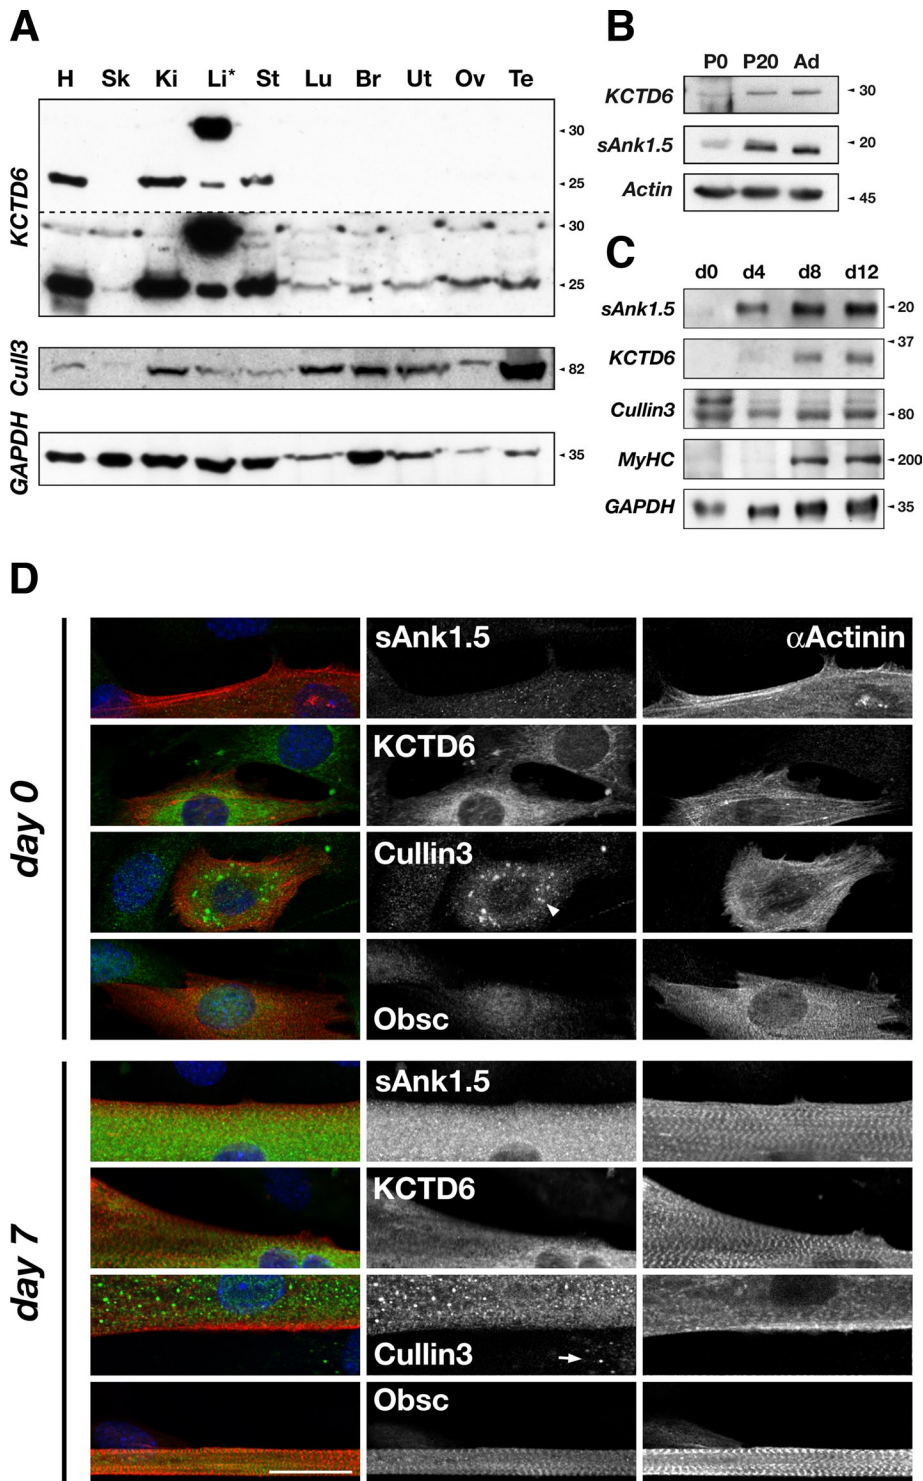 A
H Sk Ki Li* St Lu Br Ut Ov Te
KCTD6
30
25
30
25
Cull3
82
GAPDH
35
B
P0 P20 Ad
KCTD6
30
sAnk1.5
20
Actin
45
C
d0 d4 d8 d12
sAnk1.5
20
37
KCTD6
Cullin3
80
MyHC
200
GAPDH
35
D
day 0
sAnk1.5
αActinin
KCTD6
Cullin3
Obsc
day 7
sAnk1.5
KCTD6
Cullin3
Obsc